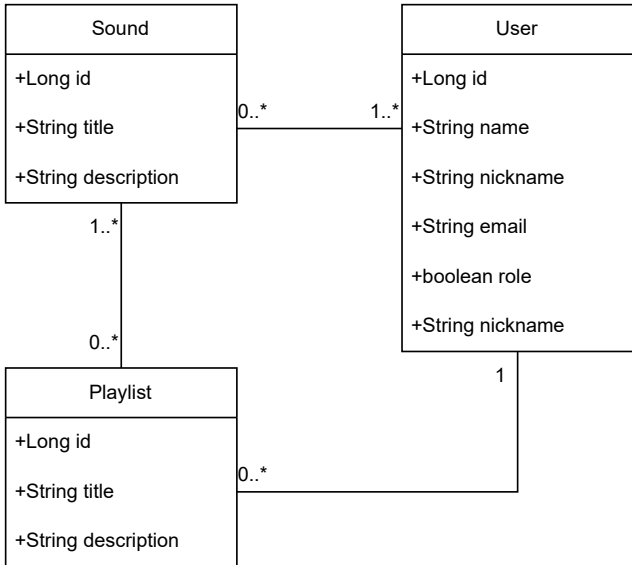 Sound
+Long id
+String title
+String description
User
+Long id
+String name
+String nickname
+String email
+boolean role
+String nickname
0..*
1..*
1..*
0..*
1
0..*
Playlist
+Long id
+String title
+String description